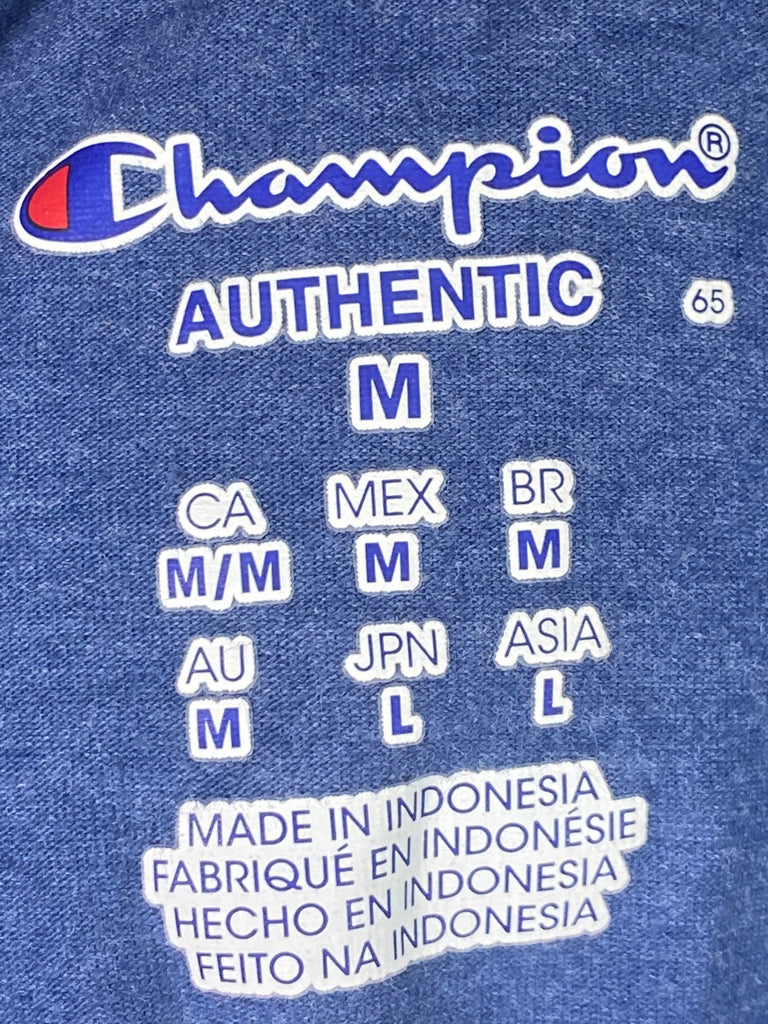 Champion®
AUTHENTIC 65
M
CA MEX BR
M/M M M
AU JPN ASIA
M L L
MADE IN INDONESIA
FABRIQUÉ EN INDONÉSIE
HECHO EN INDONESIA
FEITO NA INDONESIA